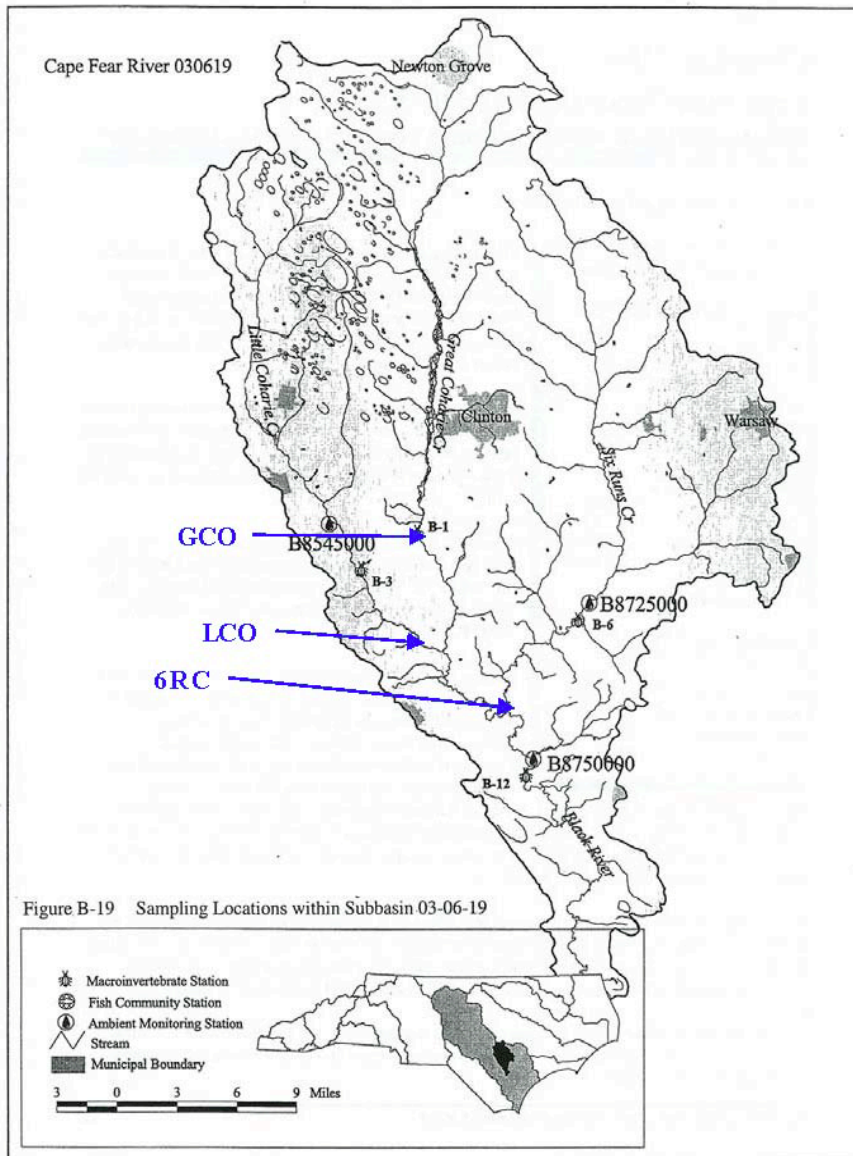 Cape Fear River 030619
Newton Grove
Little Coharie Cr
Great Coharie Cr
Clinton
Six Runs Cr
Warsaw
GCO
B-1
B8545000
B-3
B8725000
B-6
LCO
6RC
B8750000
B-12
Black River
Figure B-19 Sampling Locations within Subbasin 03-06-19
Macroinvertebrate Station
Fish Community Station
Ambient Monitoring Station
Stream
Municipal Boundary
3 0 3 6 9 Miles